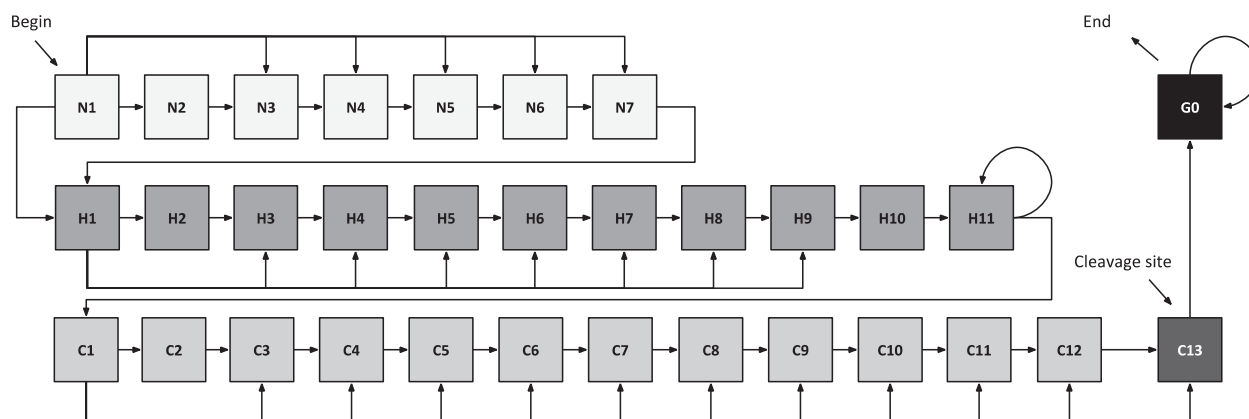 Begin
End
N1 N2 N3 N4 N5 N6 N7
G0
H1 H2 H3 H4 H5 H6 H7 H8 H9 H10 H11
Cleavage site
C1 C2 C3 C4 C5 C6 C7 C8 C9 C10 C11 C12 C13